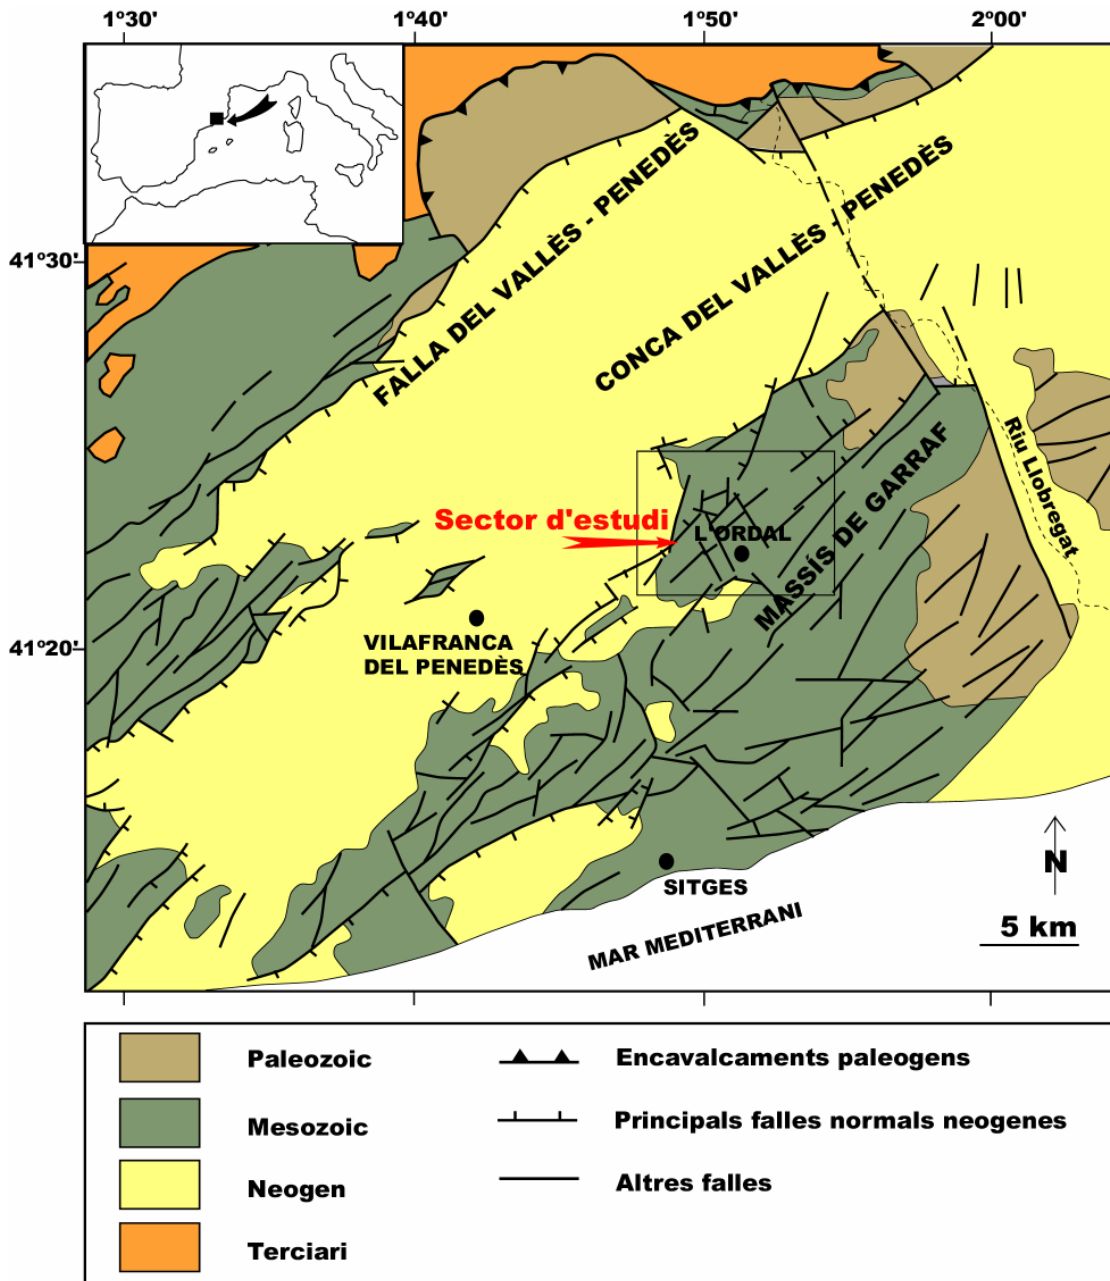 1º30'
1º40'
1º50'
2º00'
41º30'
41º20'
FALLA DEL VALLÈS - PENEDÈS
CONCA DEL VALLÈS - PENEDÈS
Riu Llobregat
MASSÍS DE GARRAF
Sector d'estudi
L'ORDAL
VILAFRANCA
DEL PENEDÈS
SITGES
MAR MEDITERRANI
N
5 km
Paleozoic
Mesozoic
Neogen
Terciari
Encavalcaments paleogens
Principals falles normals neogenes
Altres falles